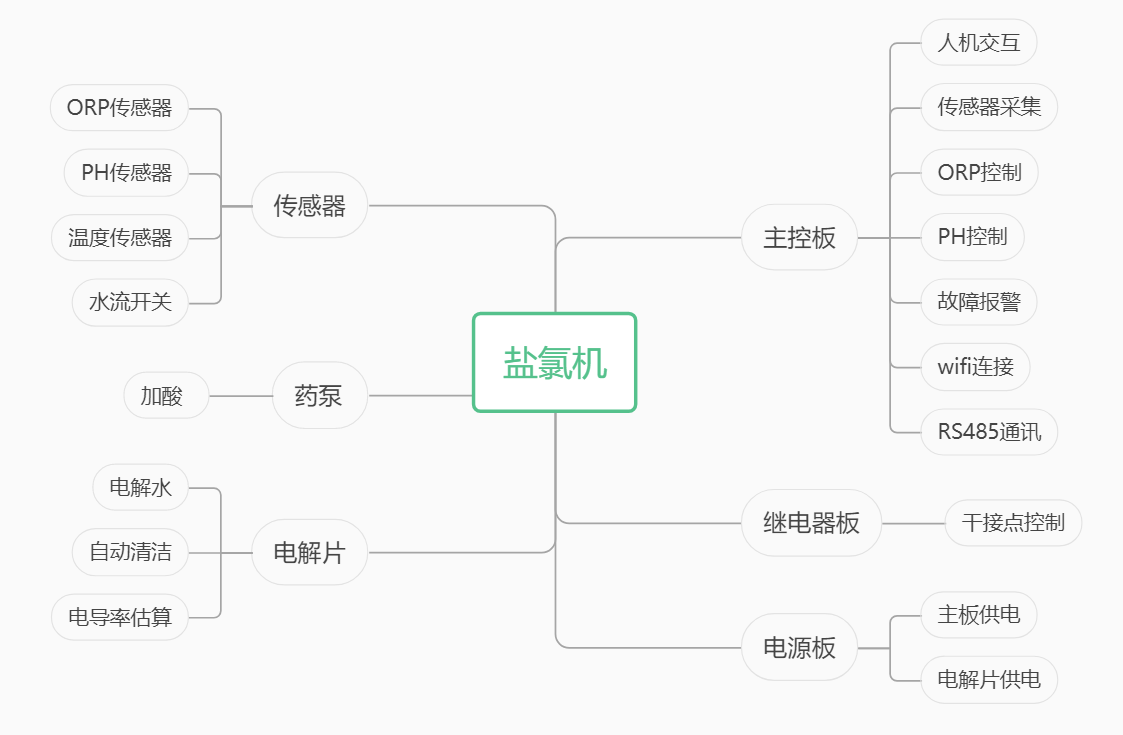 盐氯机
主控板
人机交互
传感器采集
ORP控制
PH控制
故障报警
wifi连接
RS485通讯
继电器板
干接点控制
电源板
主板供电
电解片供电
传感器
ORP传感器
PH传感器
温度传感器
水流开关
药泵
加酸
电解片
电解水
自动清洁
电导率估算